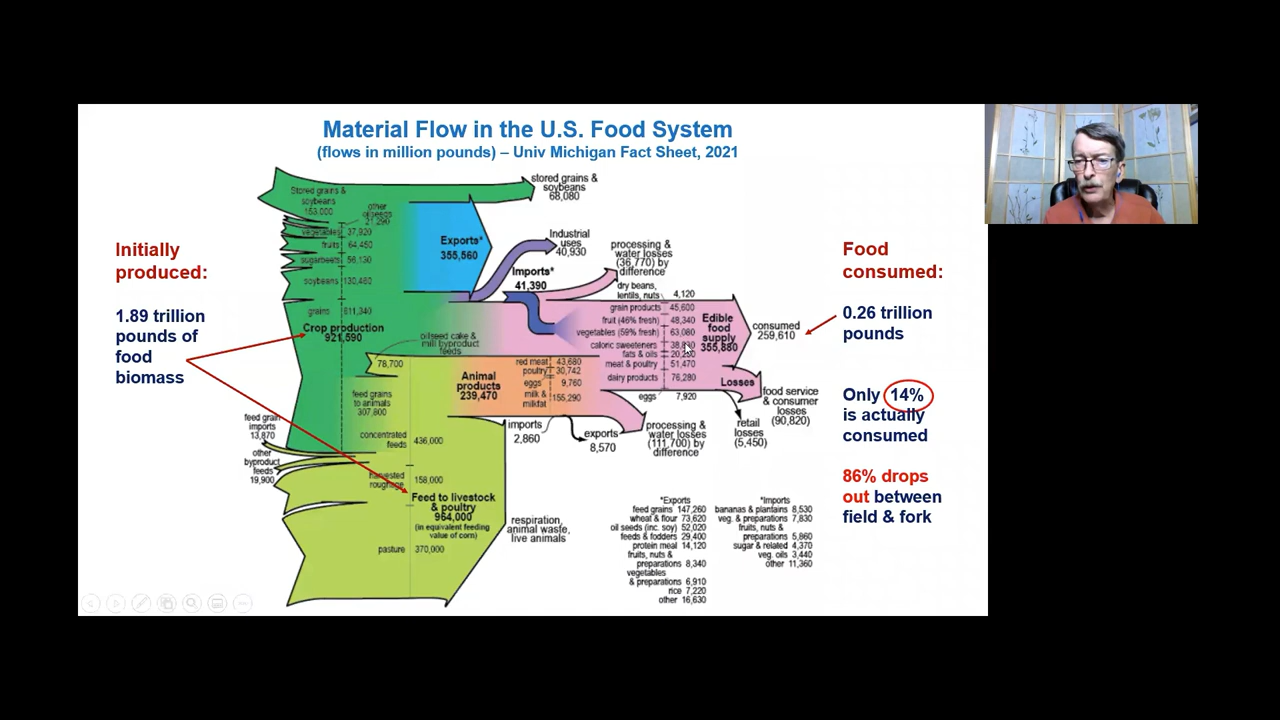 Material Flow in the U.S. Food System
(flows in million pounds) – Univ Michigan Fact Sheet, 2021
Initially
produced:
1.89 trillion
pounds of
food
biomass
Stored grains &
soybeans
153,000
other
oilseeds
21,290
vegetables 37,920
fruits 64,450
sugarbeets 56,130
soybeans 130,460
grains 611,340
Crop production
921,590
stored grains &
soybeans
68,080
Exports*
355,560
Industrial
uses
40,930
Imports*
41,390
processing &
water losses
(36,770) by
difference
oilseed cake &
mill byproduct
feeds
78,700
feed grains
to animals
307,800
feed grain
imports
13,870
other
byproduct
feeds
19,900
concentrated
feeds 436,000
harvested
roughage 158,000
Feed to livestock
& poultry
964,000
(in equivalent feeding
value of corn)
pasture 370,000
respiration,
animal waste,
live animals
Animal
products
239,470
red meat 43,680
poultry 30,742
eggs 9,760
milk &
milkfat 155,290
imports
2,860
exports
8,570
processing &
water losses
(111,700) by
difference
dry beans,
lentils, nuts 4,120
grain products 45,600
fruit (46% fresh) 48,340
vegetables (59% fresh) 63,080
caloric sweeteners
fats & oils
meat & poultry 51,470
dairy products 76,280
eggs 7,920
Edible
food
supply
355,880
consumed
259,610
Losses
retail
losses
(5,450)
food service
& consumer
losses
(90,820)
*Exports
feed grains 147,260
wheat & flour 73,620
oil seeds (inc. soy) 52,020
feeds & fodders 29,400
protein meal 14,120
fruits, nuts &
preparations 8,340
vegetables
& preparations 6,910
rice 7,220
other 16,630
*Imports
bananas & plantains 8,530
veg. & preparations 7,830
fruits, nuts &
preparations 5,860
sugar & related 4,370
veg. oils 3,440
other 11,360
Food
consumed:
0.26 trillion
pounds
Only 14%
is actually
consumed
86% drops
out between
field & fork